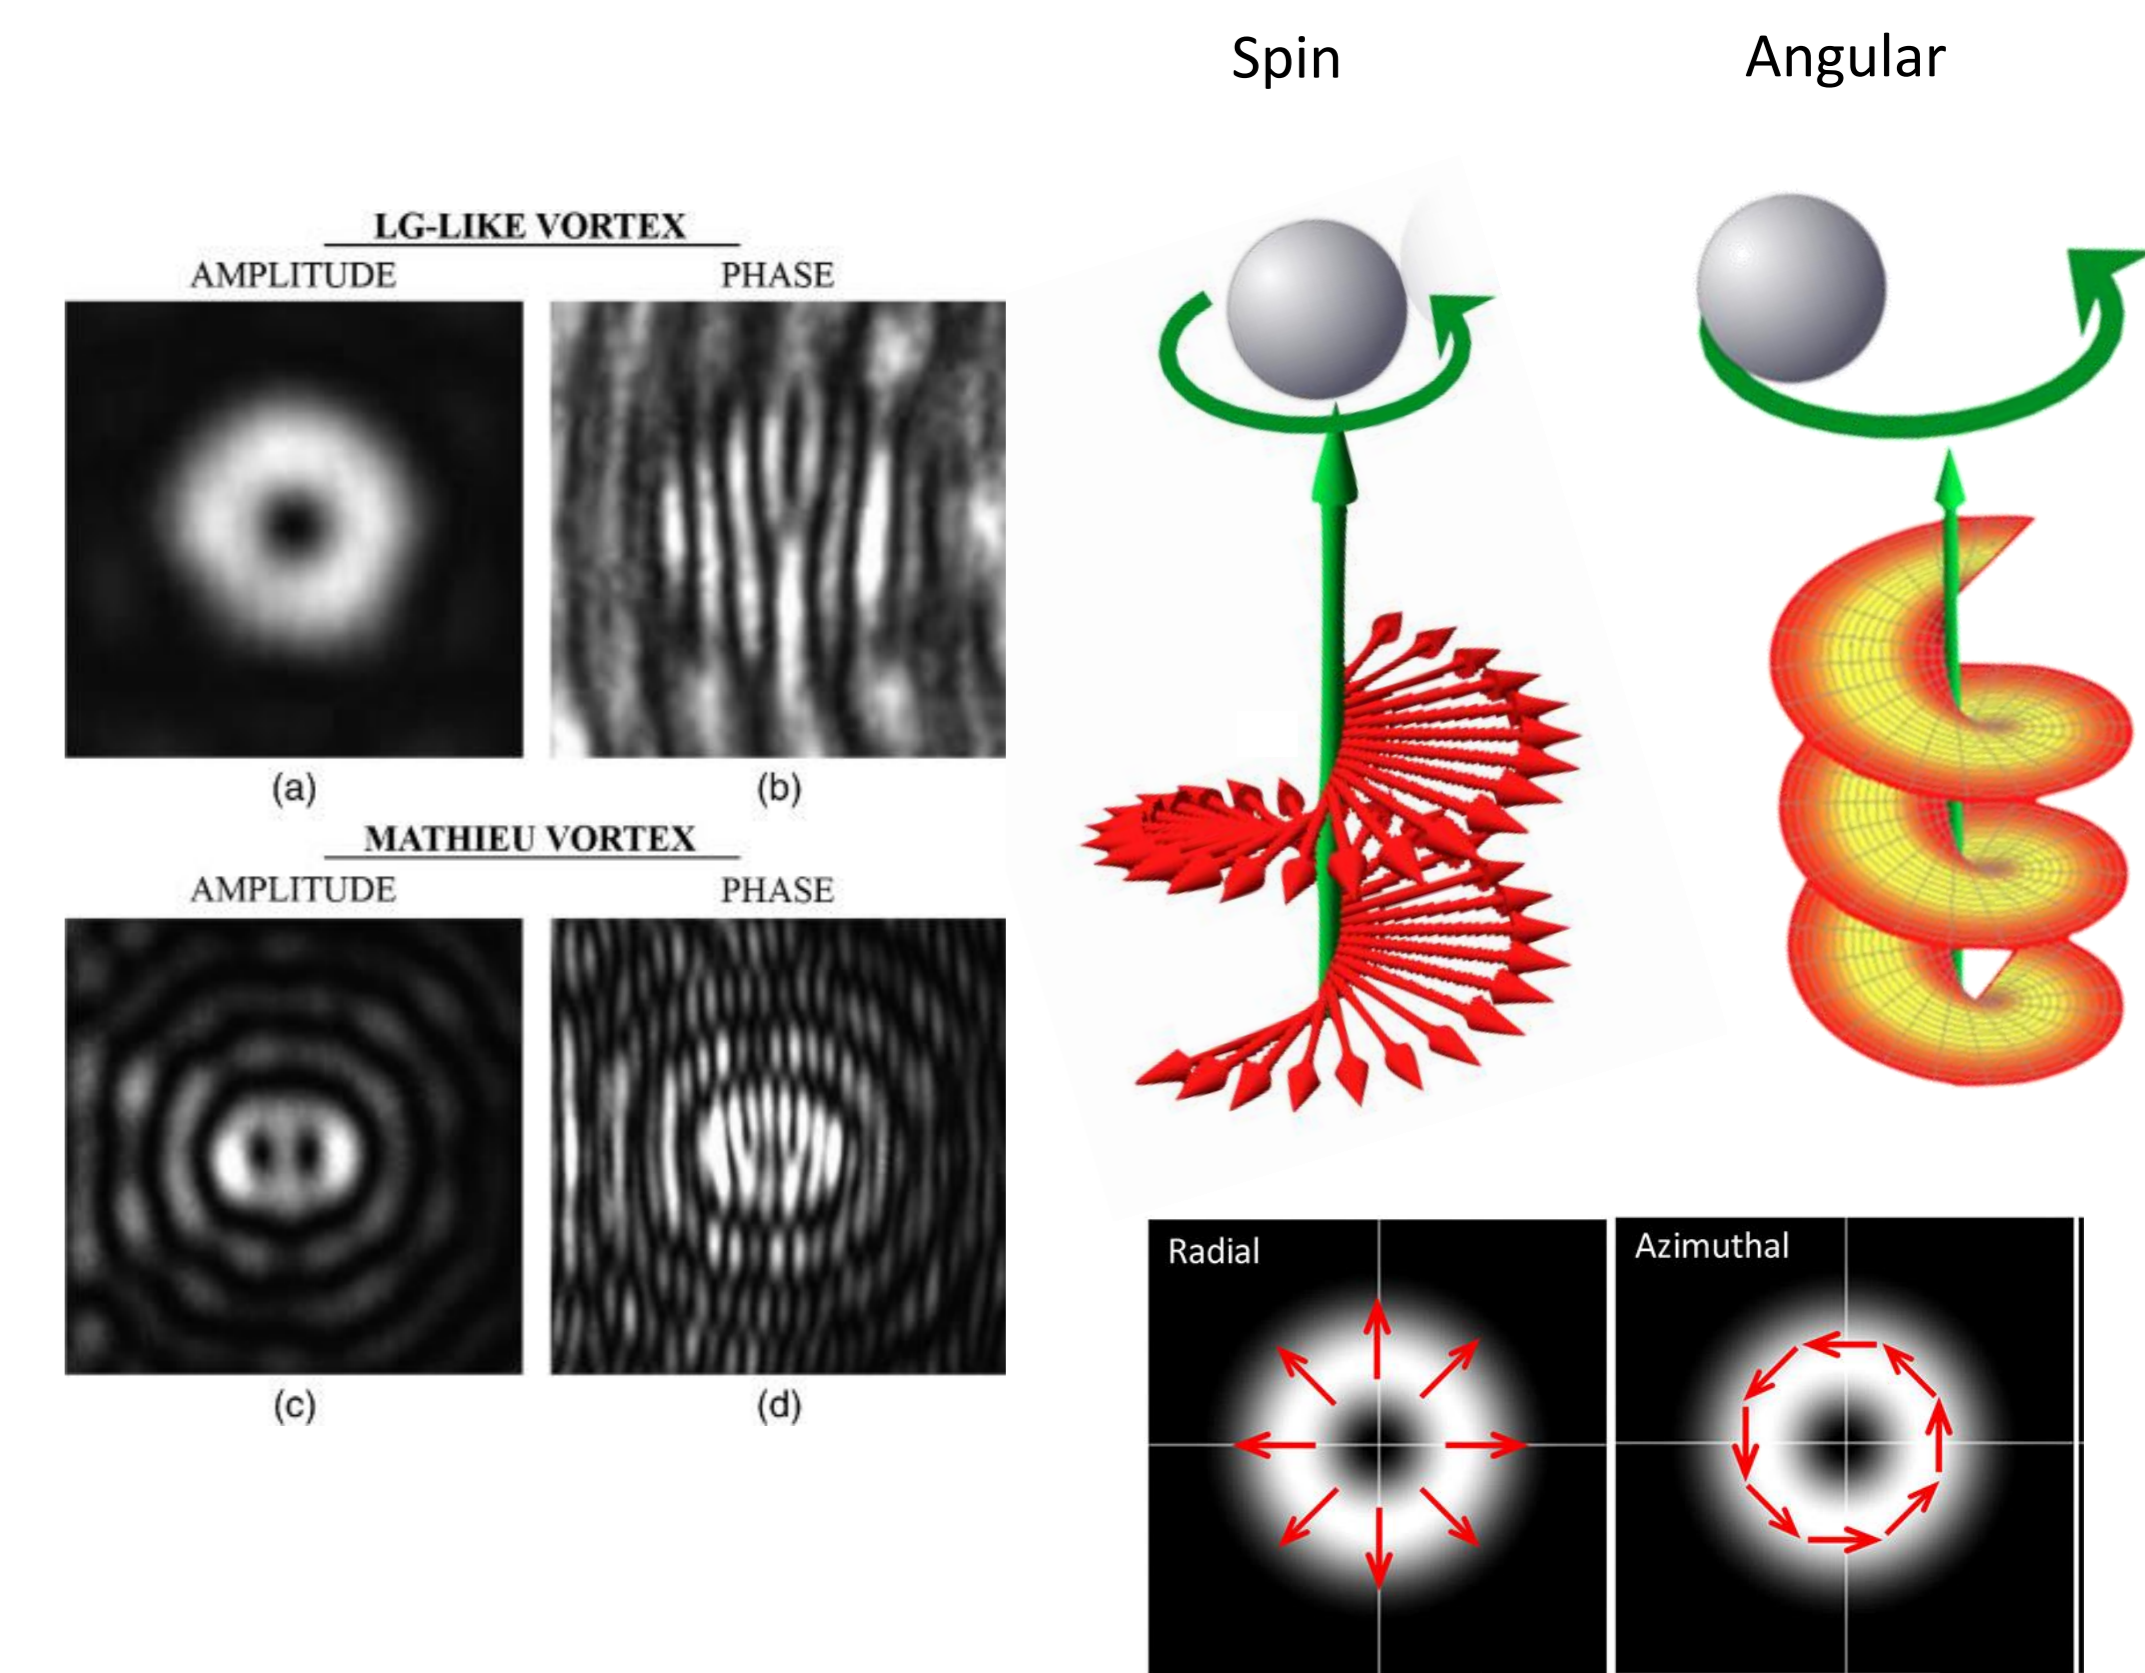 Spin
Angular
LG-LIKE VORTEX
AMPLITUDE
PHASE
(a)
(b)
MATHIEU VORTEX
AMPLITUDE
PHASE
(c)
(d)
Radial
Azimuthal